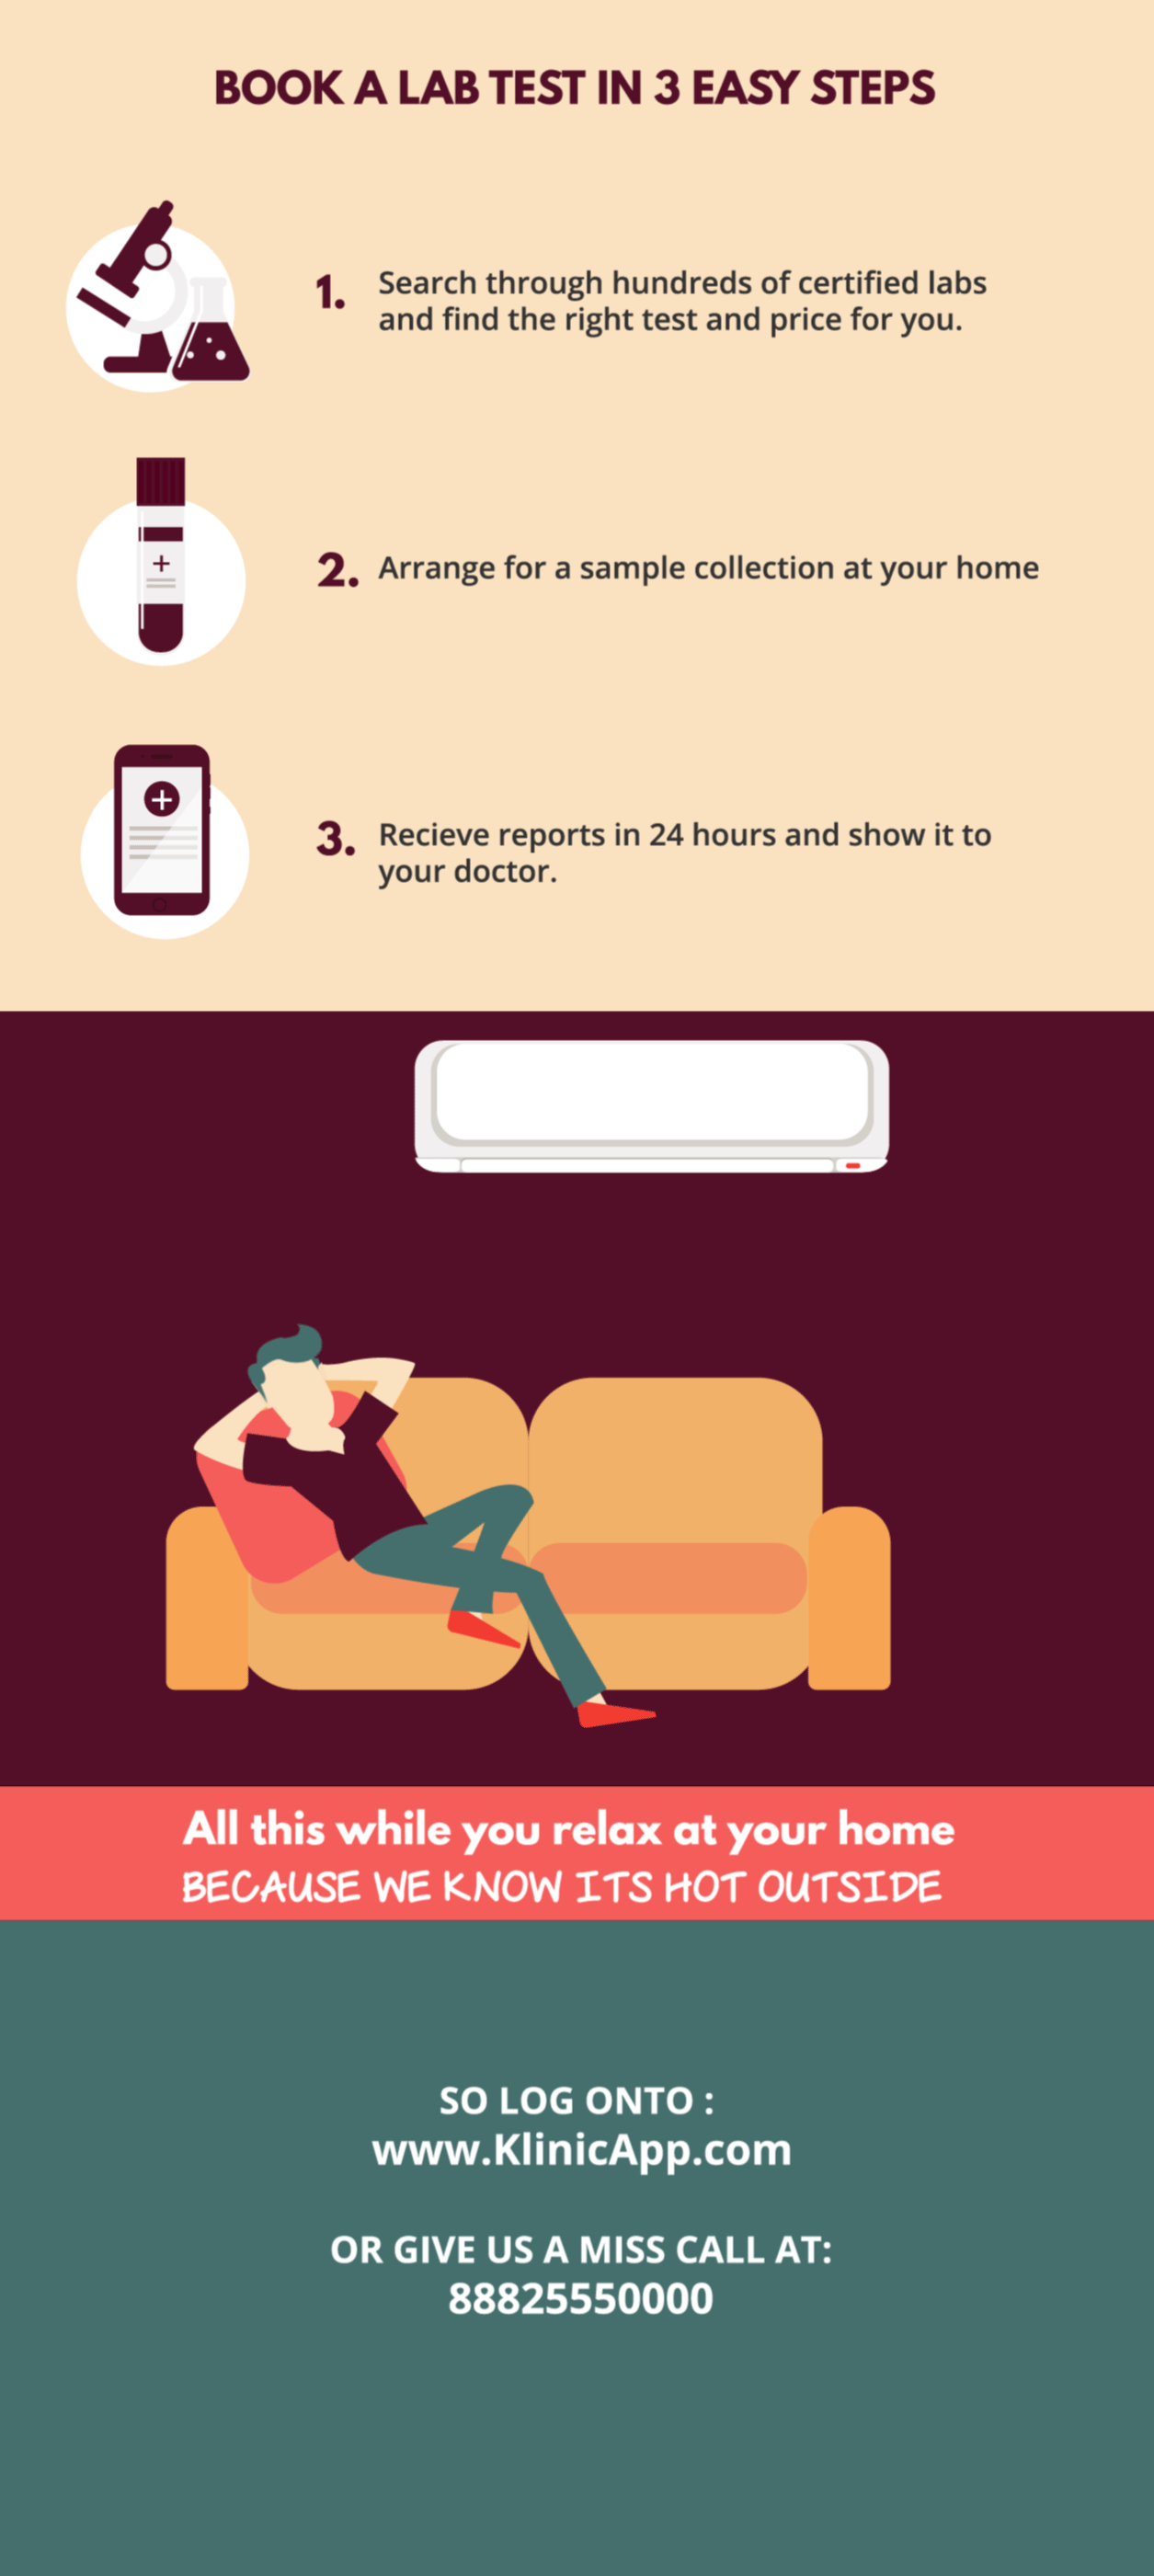 BOOK A LAB TEST IN 3 EASY STEPS
1. Search through hundreds of certified labs
and find the right test and price for you.
2. Arrange for a sample collection at your home
3. Recieve reports in 24 hours and show it to
your doctor.
All this while you relax at your home
BECAUSE WE KNOW ITS HOT OUTSIDE
SO LOG ONTO :
www.KlinicApp.com
OR GIVE US A MISS CALL AT:
88825550000